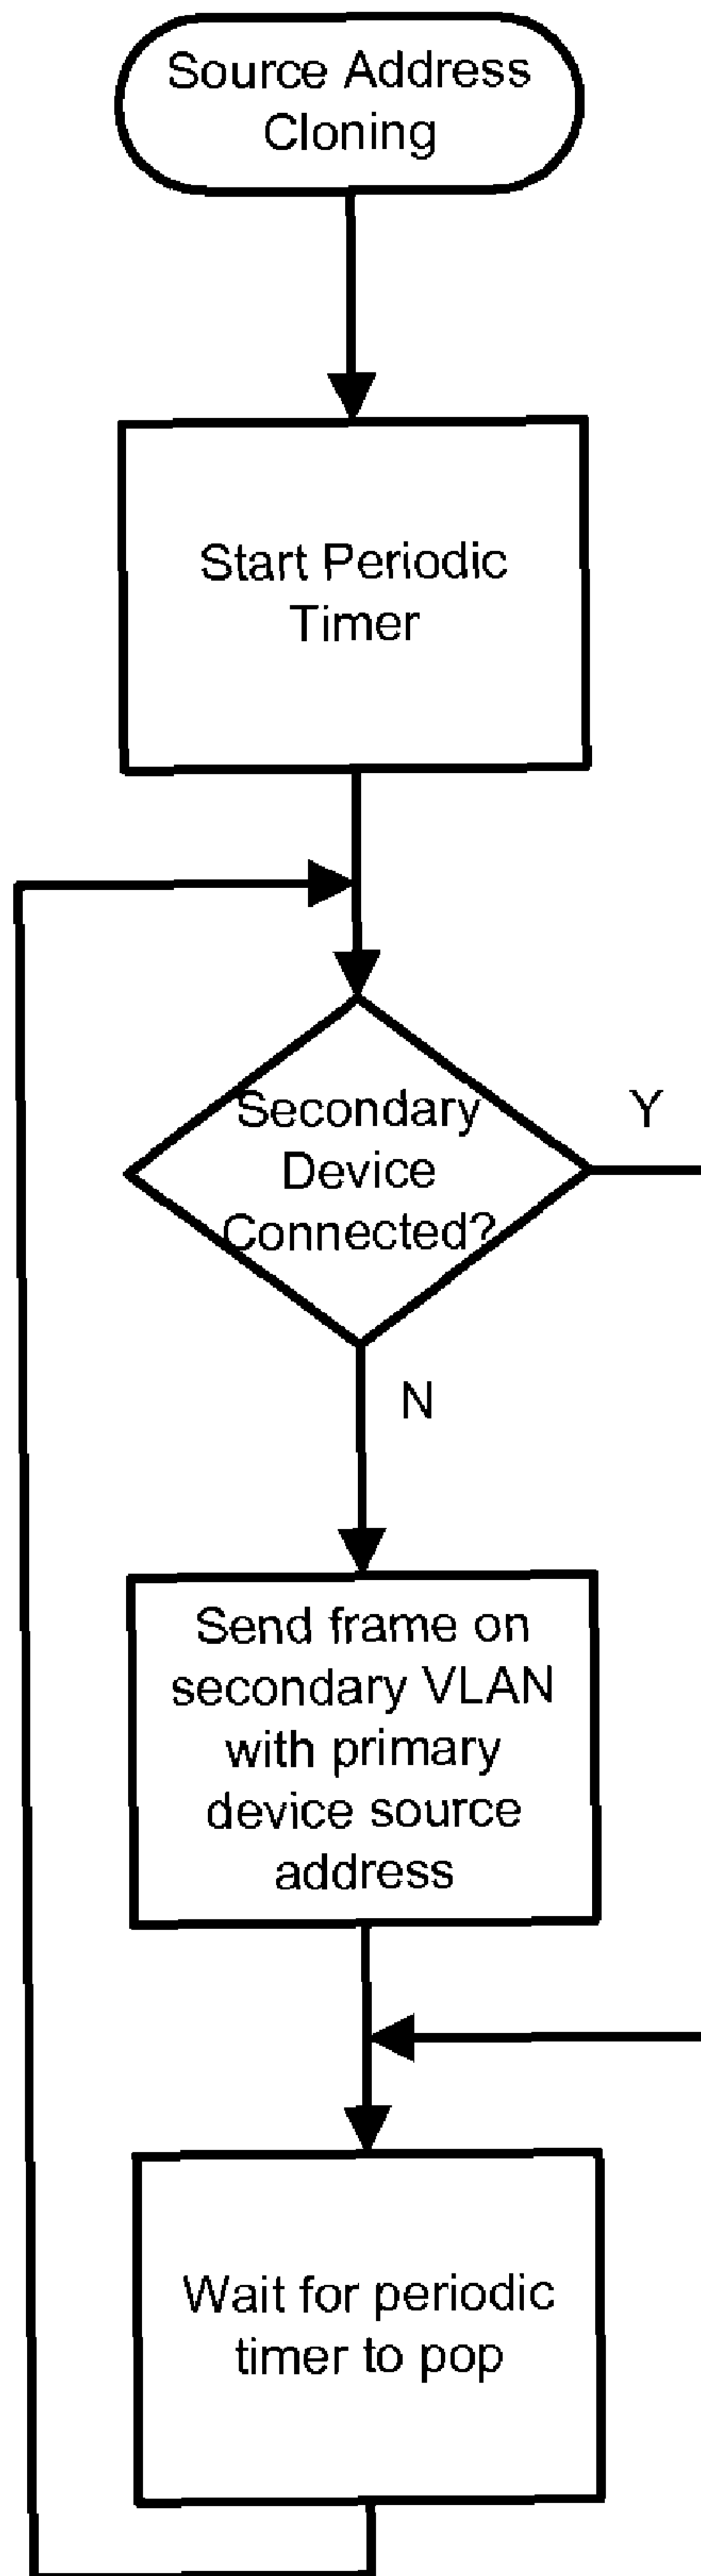 Source Address
Cloning
Start Periodic
Timer
Secondary
Device
Connected?
Y
N
Send frame on
secondary VLAN
with primary
device source
address
Wait for periodic
timer to pop